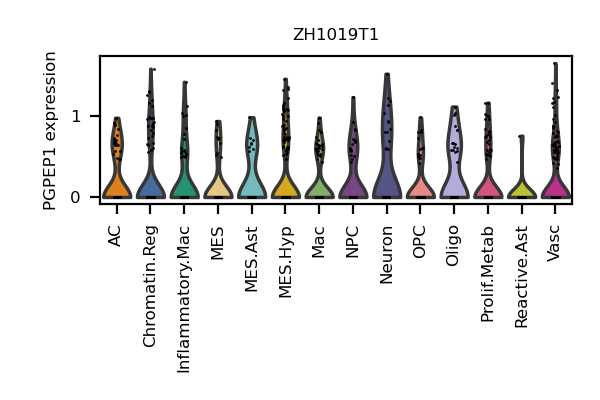 ZH1019T1
PGPEP1 expression
1
0
AC
Chromatin.Reg
Inflammatory.Mac
MES
MES.Ast
MES.Hyp
Mac
NPC
Neuron
OPC
Oligo
Prolif.Metab
Reactive.Ast
Vasc